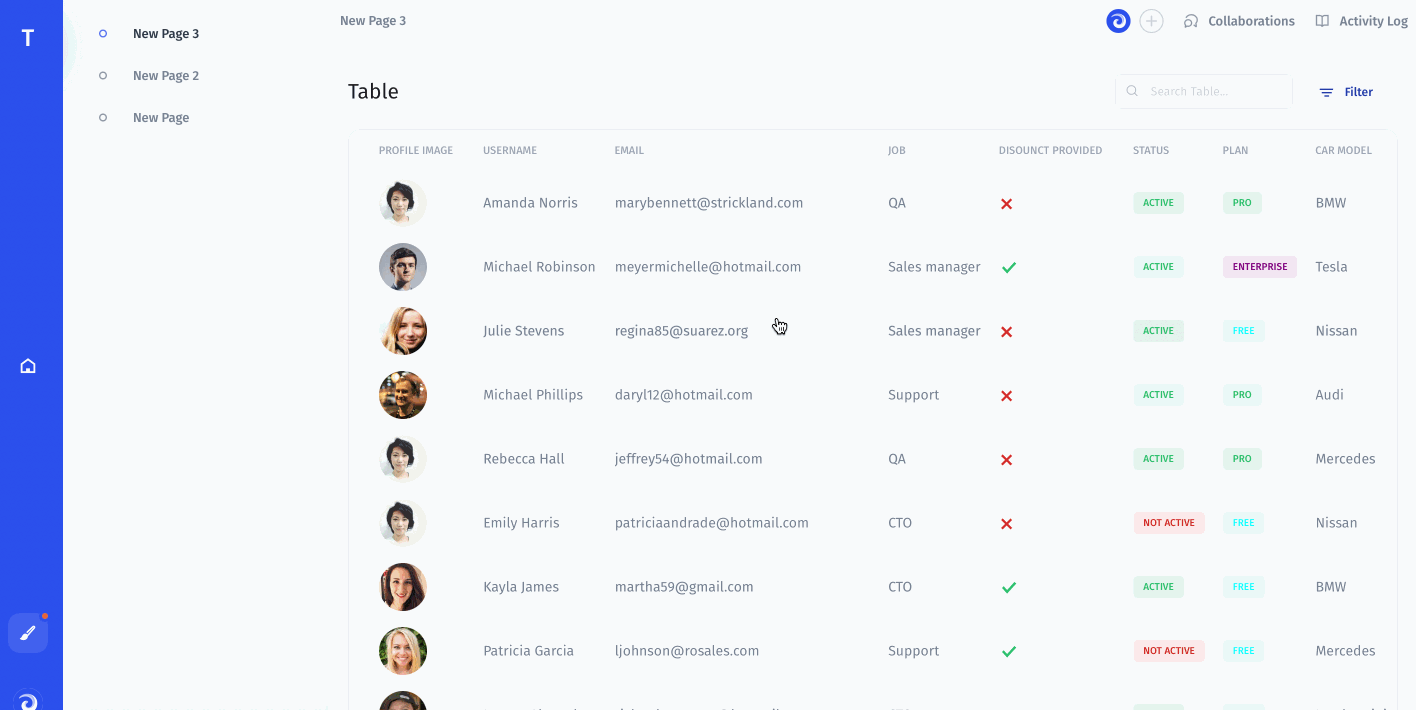 T
New Page 3
New Page 2
New Page
New Page 3
Collaborations
Activity Log
Table
Search Table...
Filter
PROFILE IMAGE USERNAME EMAIL JOB DISOUNCT PROVIDED STATUS PLAN CAR MODEL
Amanda Norris marybennett@strickland.com QA ACTIVE PRO BMW
Michael Robinson meyermichelle@hotmail.com Sales manager ACTIVE ENTERPRISE Tesla
Julie Stevens regina85@suarez.org Sales manager ACTIVE FREE Nissan
Michael Phillips daryl12@hotmail.com Support ACTIVE PRO Audi
Rebecca Hall jeffrey54@hotmail.com QA ACTIVE PRO Mercedes
Emily Harris patriciaandrade@hotmail.com CTO NOT ACTIVE FREE Nissan
Kayla James martha59@gmail.com CTO ACTIVE FREE BMW
Patricia Garcia ljohnson@rosales.com Support NOT ACTIVE FREE Mercedes